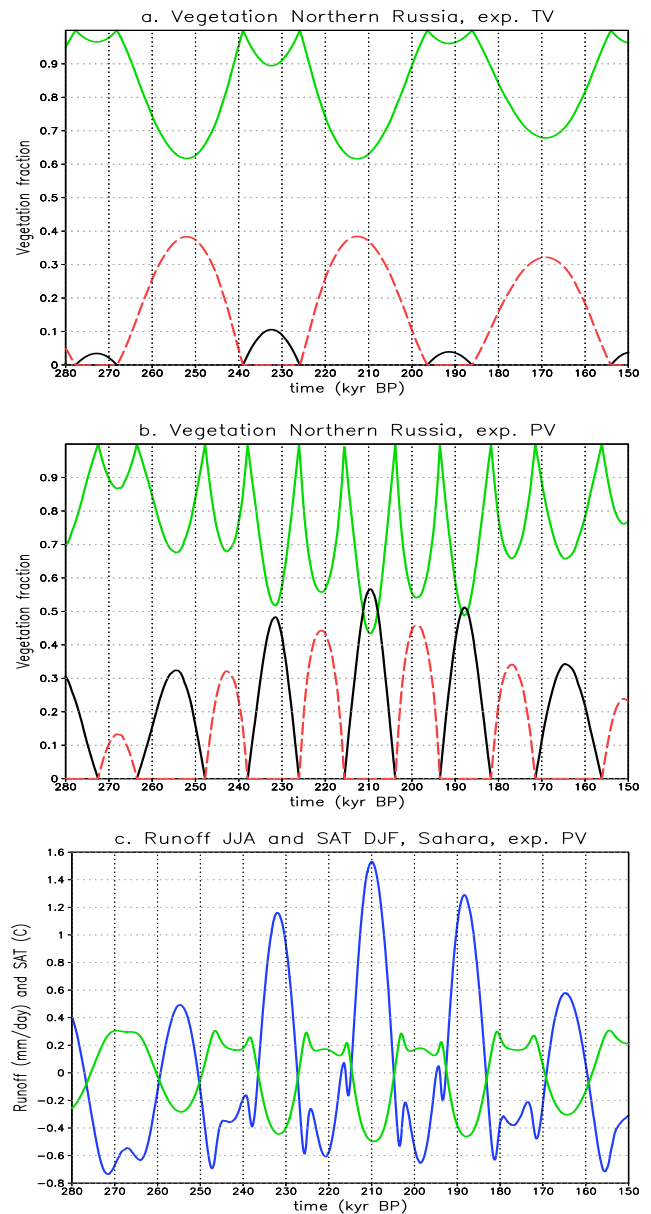 a. Vegetation Northern Russia, exp. TV
Vegetation fraction
0.9
0.8
0.7
0.6
0.5
0.4
0.3
0.2
0.1
0
280 270 260 250 240 230 220 210 200 190 180 170 160 150
time (kyr BP)
b. Vegetation Northern Russia, exp. PV
Vegetation fraction
0.9
0.8
0.7
0.6
0.5
0.4
0.3
0.2
0.1
0
280 270 260 250 240 230 220 210 200 190 180 170 160 150
time (kyr BP)
c. Runoff JJA and SAT DJF, Sahara, exp. PV
Runoff (mm/day) and SAT (C)
1.6
1.4
1.2
1
0.8
0.6
0.4
0.2
0
−0.2
−0.4
−0.6
−0.8
280 270 260 250 240 230 220 210 200 190 180 170 160 150
time (kyr BP)